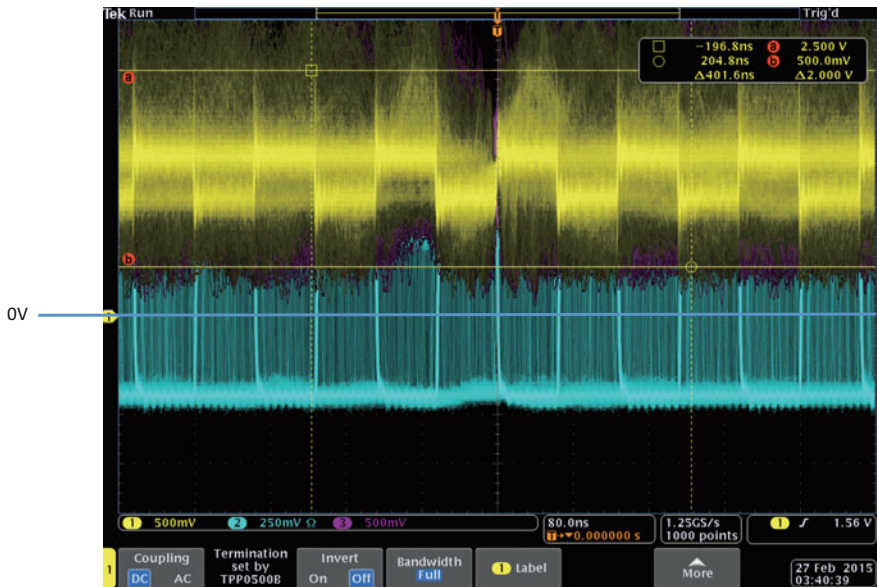 Tek Run
Trig'd
T
T
a
−196.8ns a 2.500 V
204.8ns b 500.0mV
Δ401.6ns Δ2.000 V
b
0V
1
1 500mV 2 250mV Ω 3 500mV
80.0ns
T→▼0.000000 s
1.25GS/s
1000 points
1 ʃ 1.56 V
1
Coupling
DC AC
Termination
set by
TPP0500B
Invert
On Off
Bandwidth
Full
1 Label
More
27 Feb 2015
03:40:39